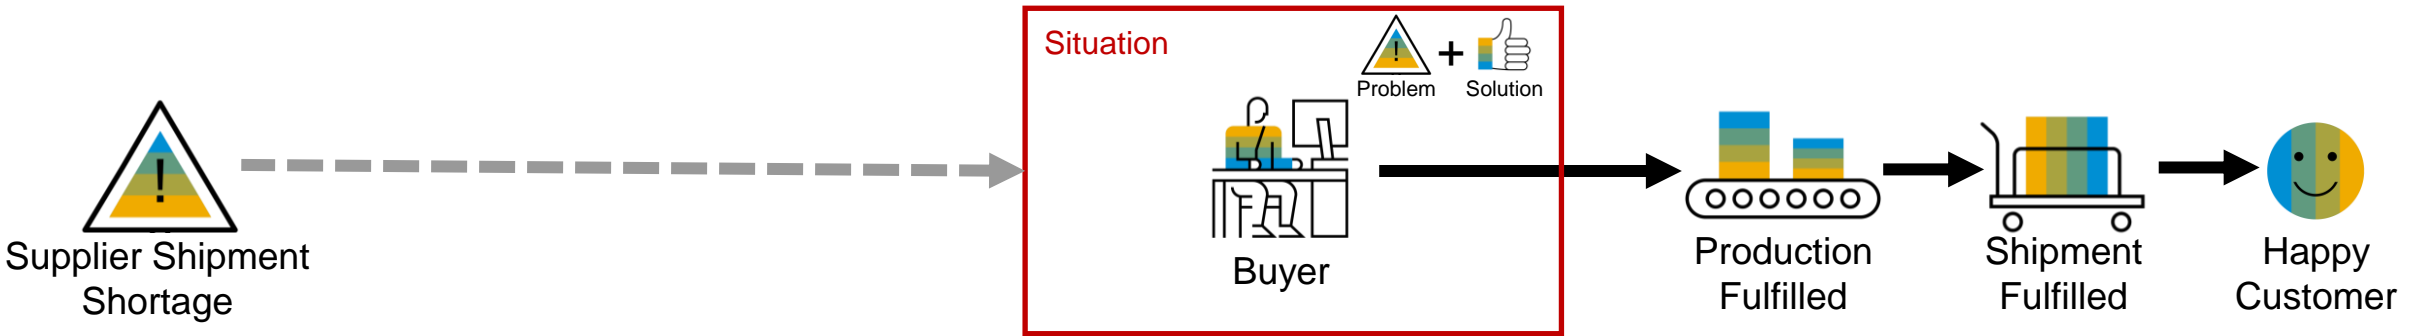 Supplier Shipment
Shortage
Situation
!
!
+
Problem
Solution
Buyer
Production
Fulfilled
Shipment
Fulfilled
Happy
Customer